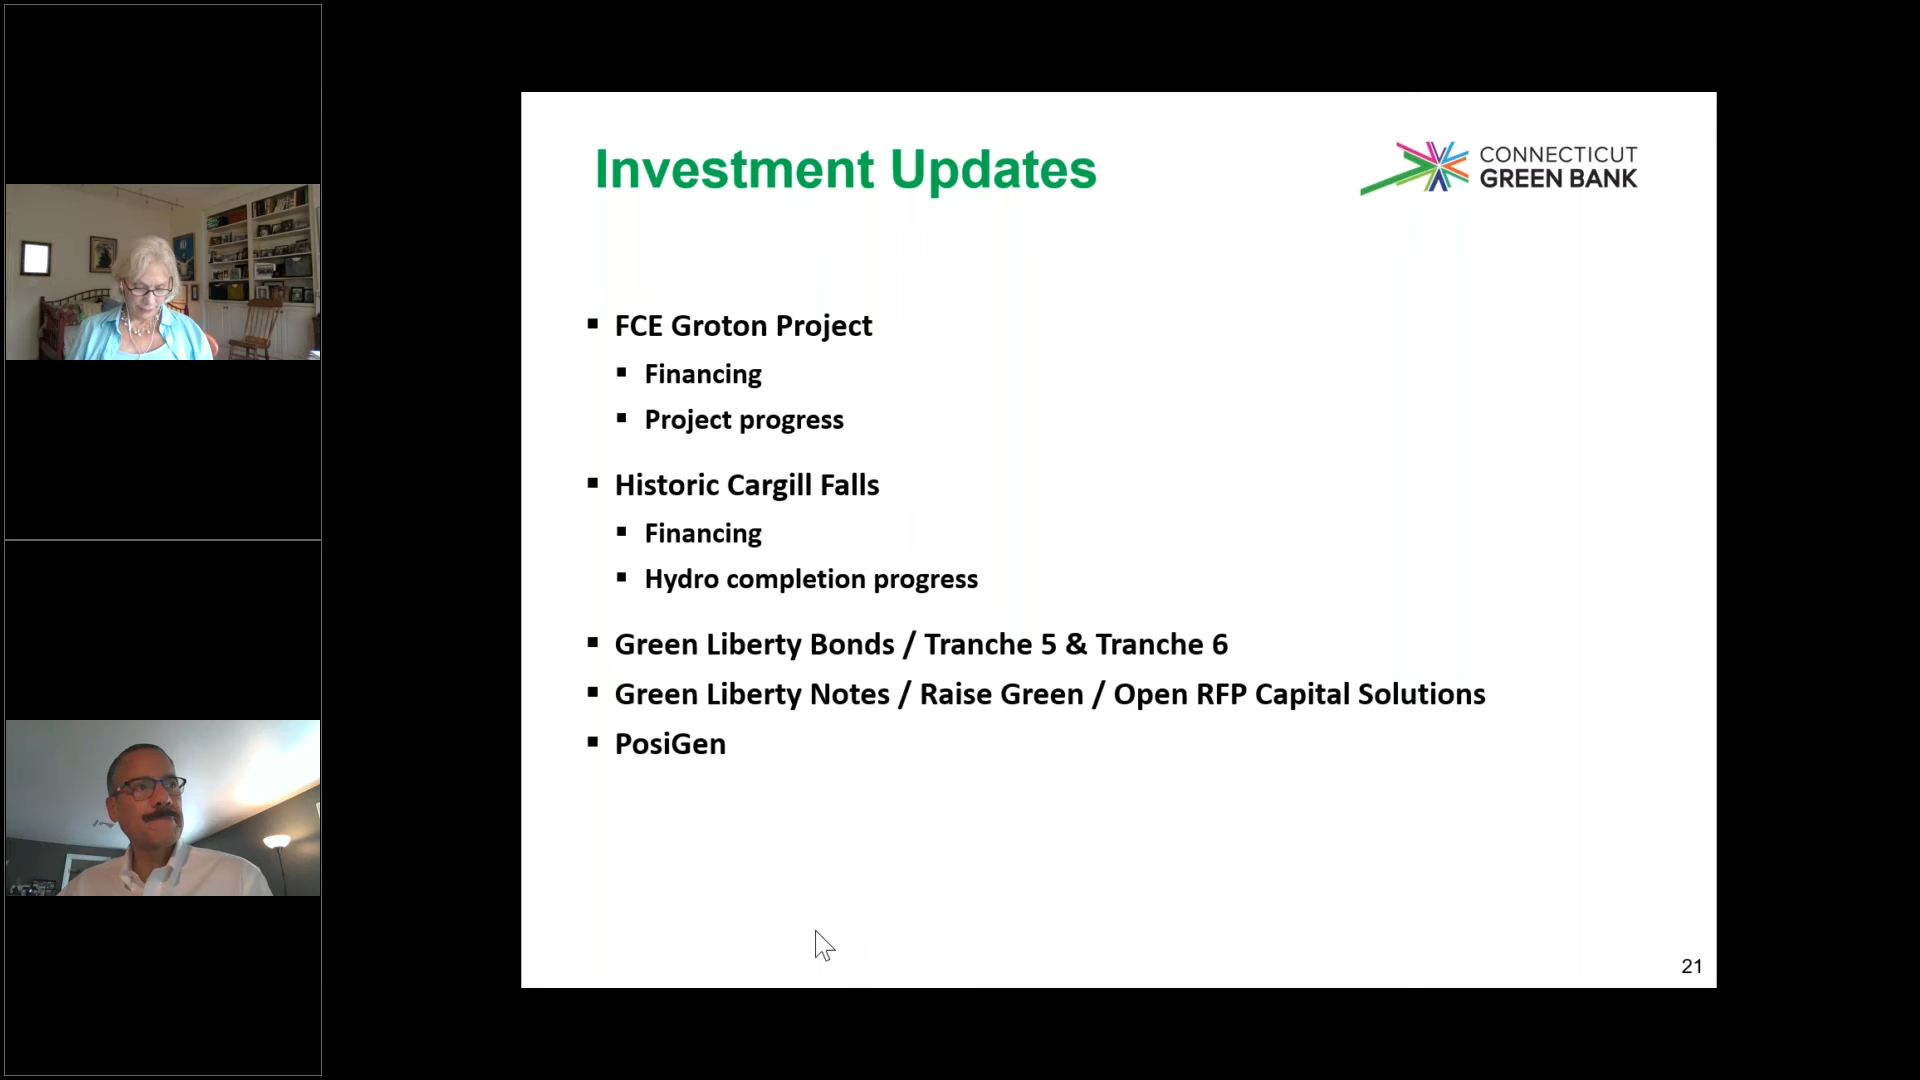 Investment Updates
CONNECTICUT
GREEN BANK
FCE Groton Project
Financing
Project progress
Historic Cargill Falls
Financing
Hydro completion progress
Green Liberty Bonds / Tranche 5 & Tranche 6
Green Liberty Notes / Raise Green / Open RFP Capital Solutions
PosiGen
21